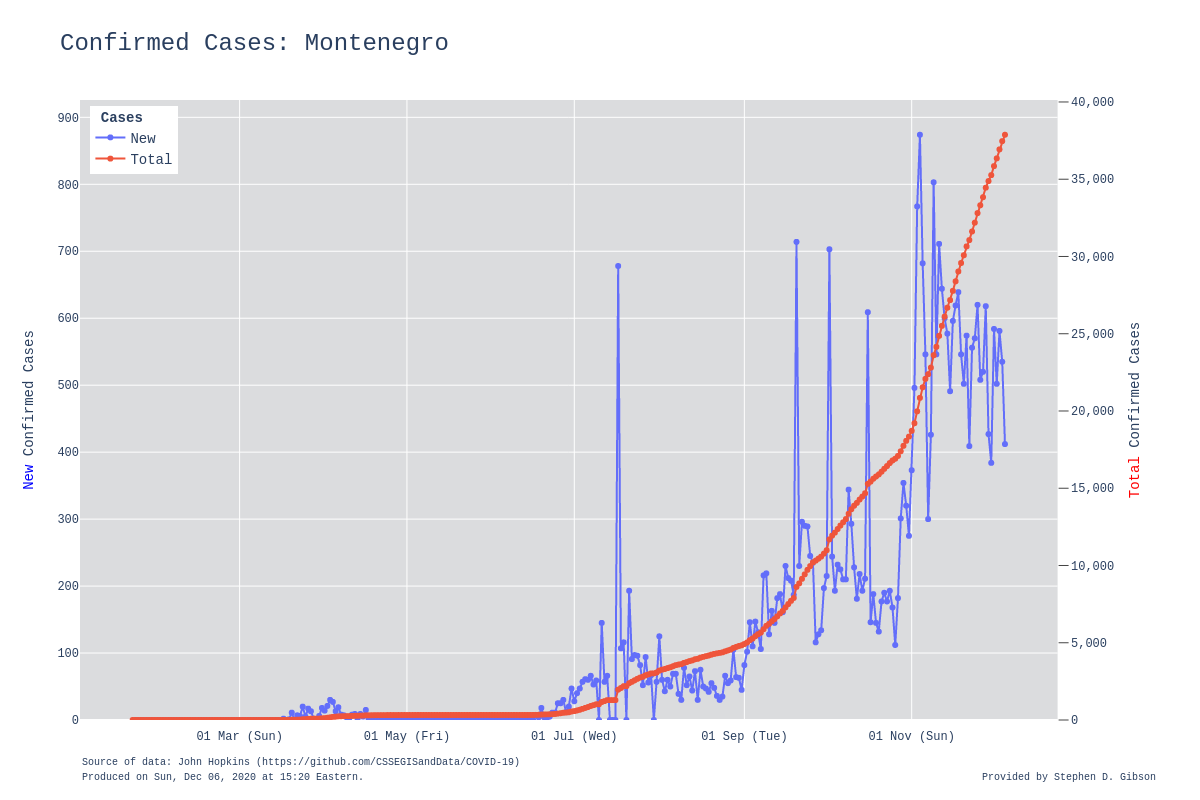 Confirmed Cases: Montenegro
Cases
New
Total
900
800
700
600
500
400
300
200
100
0
New Confirmed Cases
40,000
35,000
30,000
25,000
20,000
15,000
10,000
5,000
0
Total Confirmed Cases
01 Mar (Sun)
01 May (Fri)
01 Jul (Wed)
01 Sep (Tue)
01 Nov (Sun)
Source of data: John Hopkins (https://github.com/CSSEGISandData/COVID-19)
Produced on Sun, Dec 06, 2020 at 15:20 Eastern.
Provided by Stephen D. Gibson